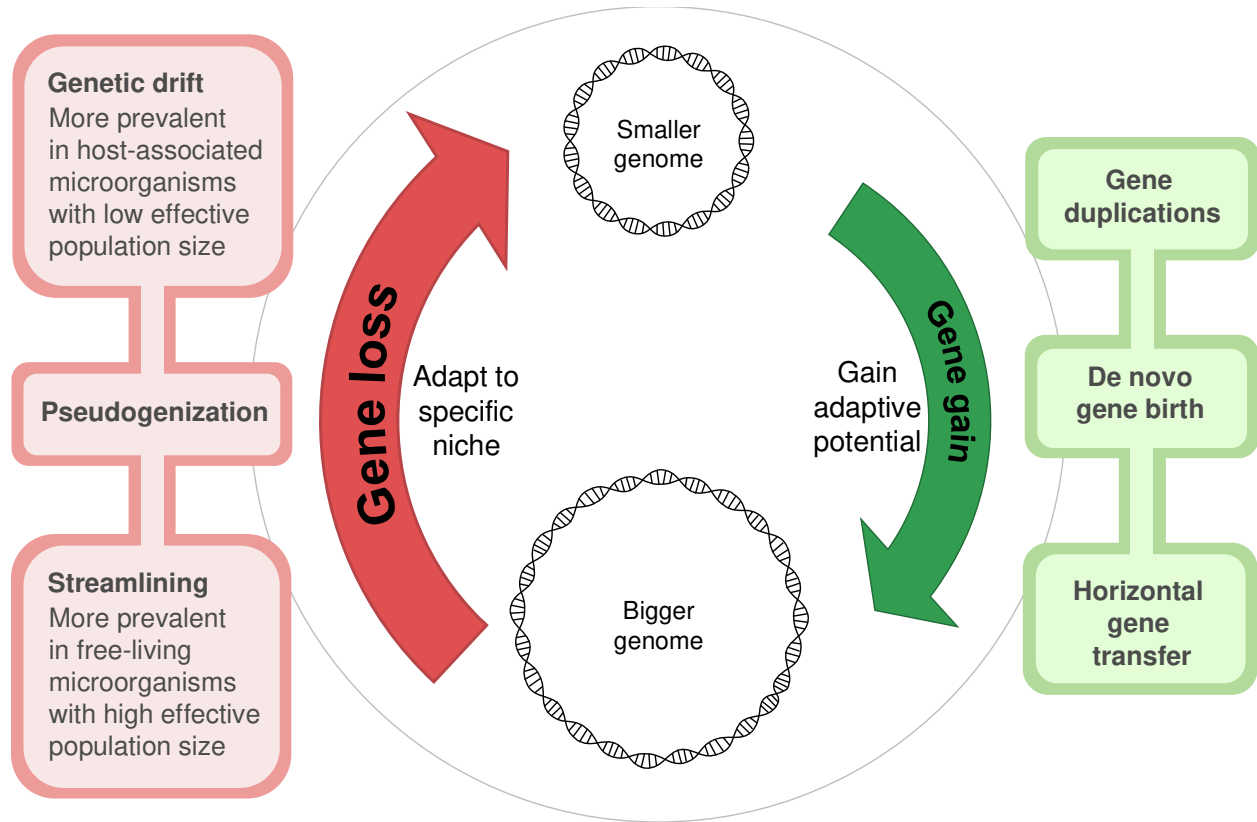 Genetic drift
More prevalent
in host-associated
microorganisms
with low effective
population size
Pseudogenization
Streamlining
More prevalent
in free-living
microorganisms
with high effective
population size
Gene loss
Adapt to
specific
niche
Smaller
genome
Bigger
genome
Gain
adaptive
potential
Gene gain
Gene
duplications
De novo
gene birth
Horizontal
gene
transfer